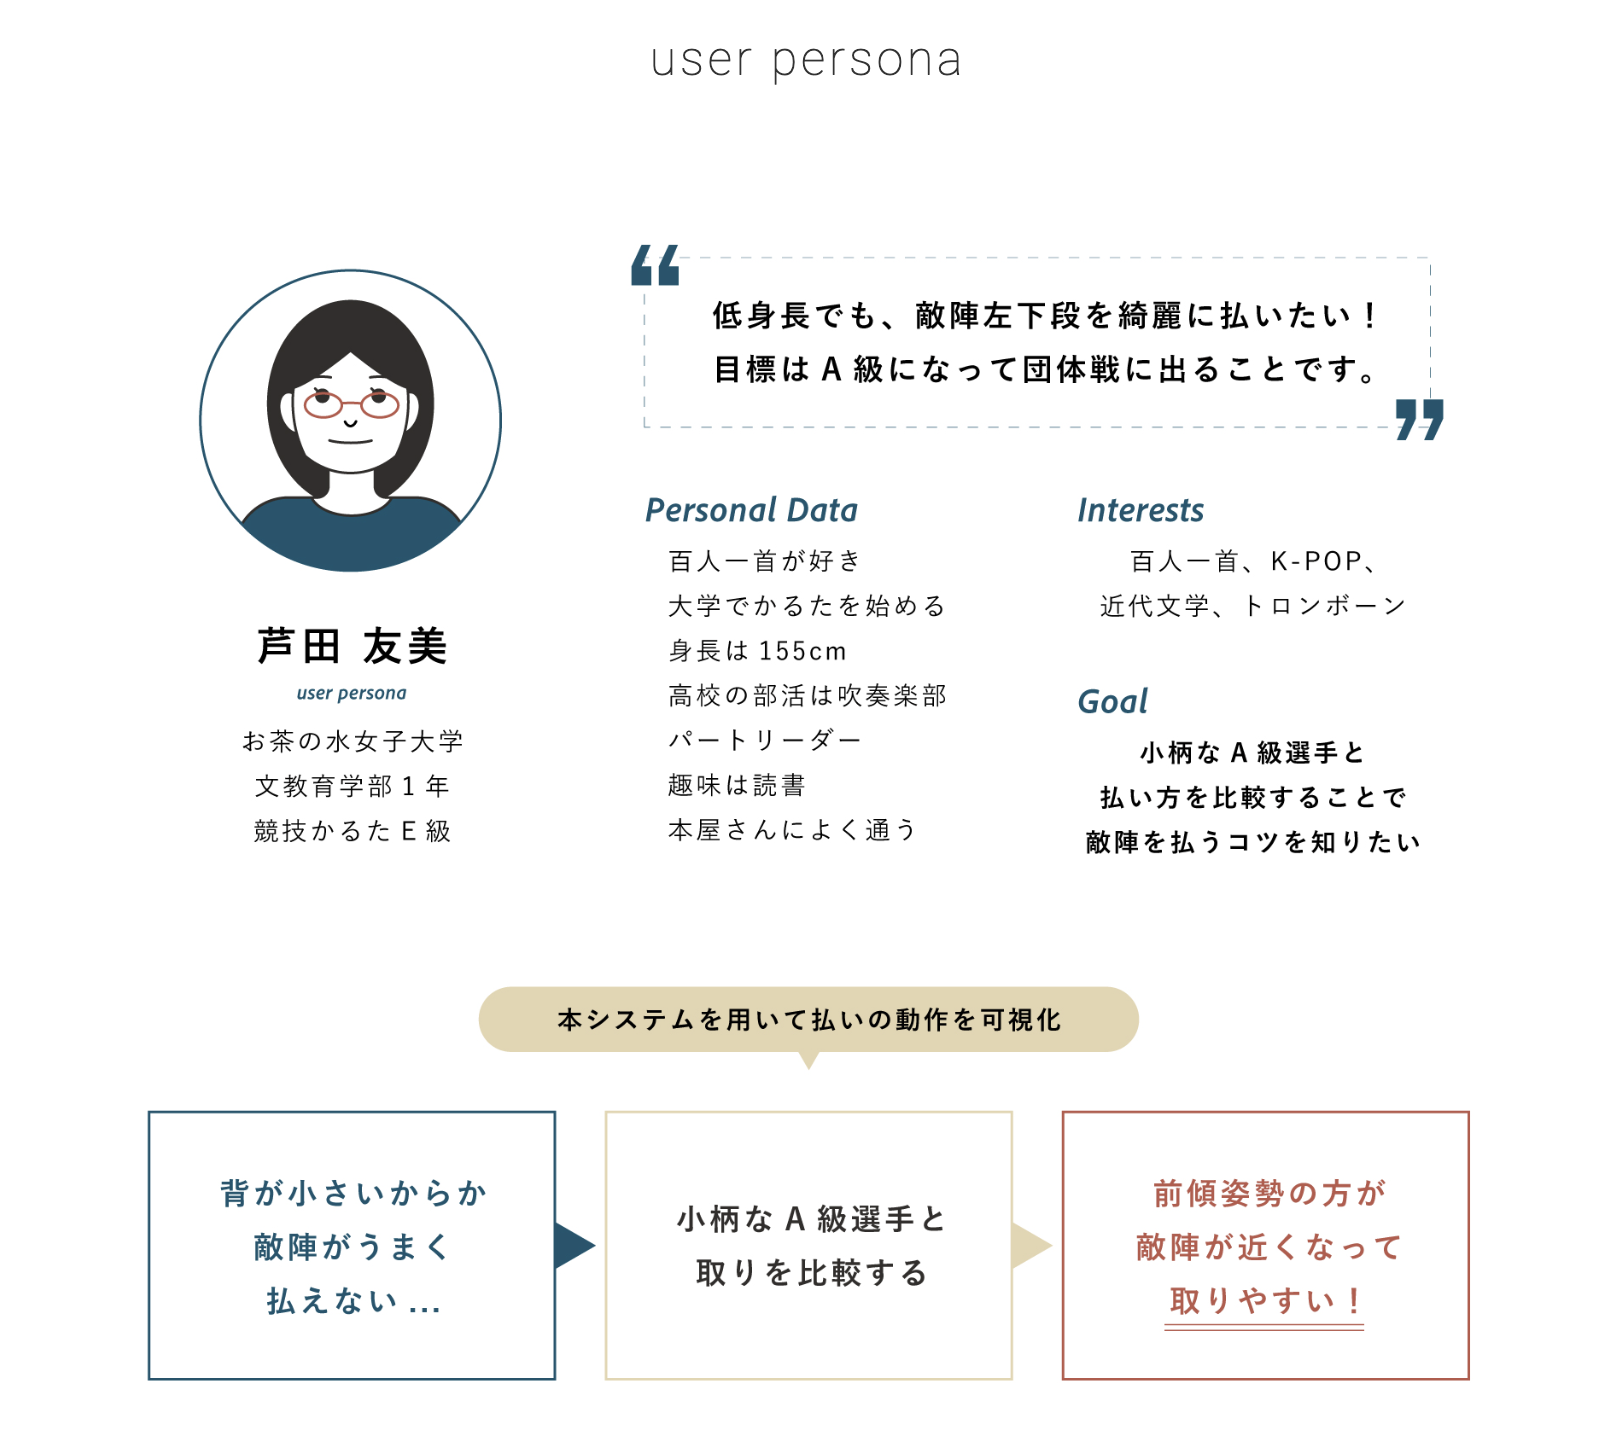 user persona
低身長でも、敵陣左下段を綺麗に払いたい！
目標は A 級になって団体戦に出ることです。
芦田 友美
user persona
お茶の水女子大学
文教育学部 1 年
競技かるた E 級
Personal Data
百人一首が好き
大学でかるたを始める
身長は 155cm
高校の部活は吹奏楽部
パートリーダー
趣味は読書
本屋さんによく通う
Interests
百人一首、K-POP、
近代文学、トロンボーン
Goal
小柄な A 級選手と
払い方を比較することで
敵陣を払うコツを知りたい
本システムを用いて払いの動作を可視化
背が小さいからか
敵陣がうまく
払えない ...
小柄な A 級選手と
取りを比較する
前傾姿勢の方が
敵陣が近くなって
取りやすい！